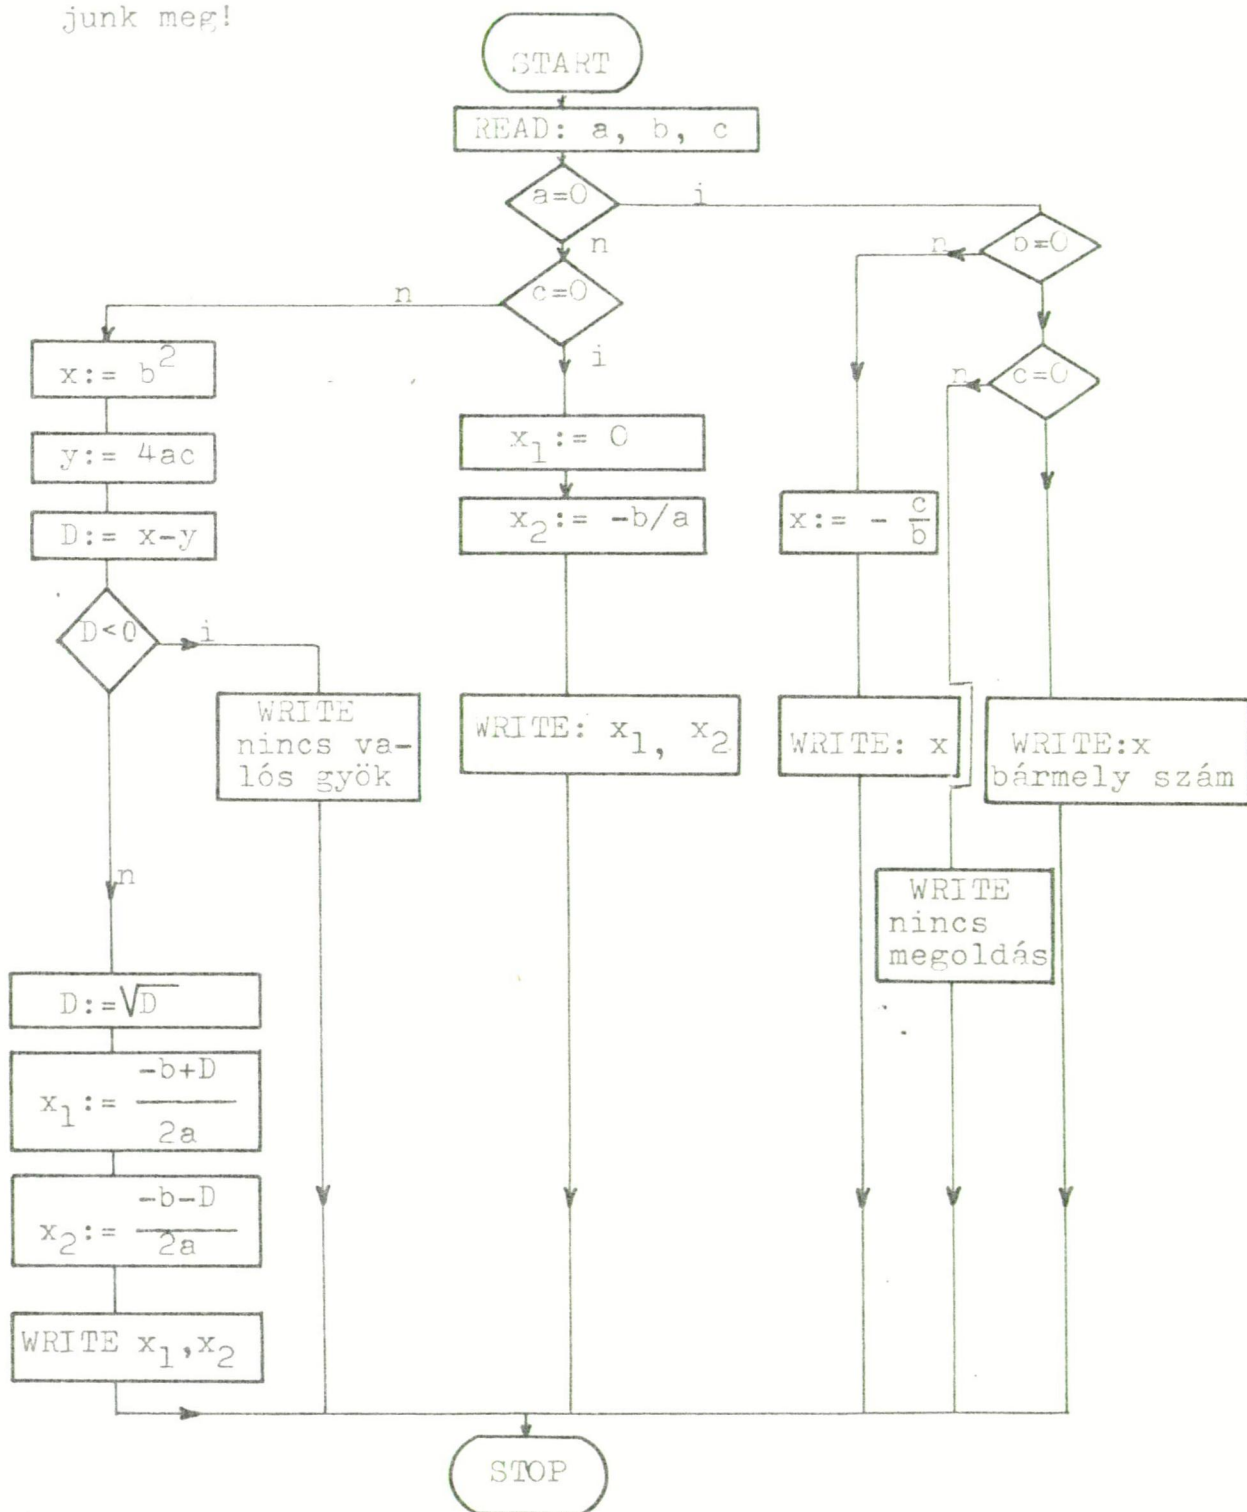 junk meg!
START
READ: a, b, c
a=0
i
n
b=0
n
c=0
n
i
c=0
n
x:= b²
y:= 4ac
D:= x-y
D<0
i
n
WRITE
nincs va-
lós gyök
D:=√D
x₁:= -b+D
2a
x₂:= -b-D
2a
WRITE x₁,x₂
x₁:= 0
x₂:= -b/a
WRITE: x₁, x₂
x:= - c
b
WRITE: x
WRITE
nincs
megoldás
WRITE:x
bármely szám
STOP